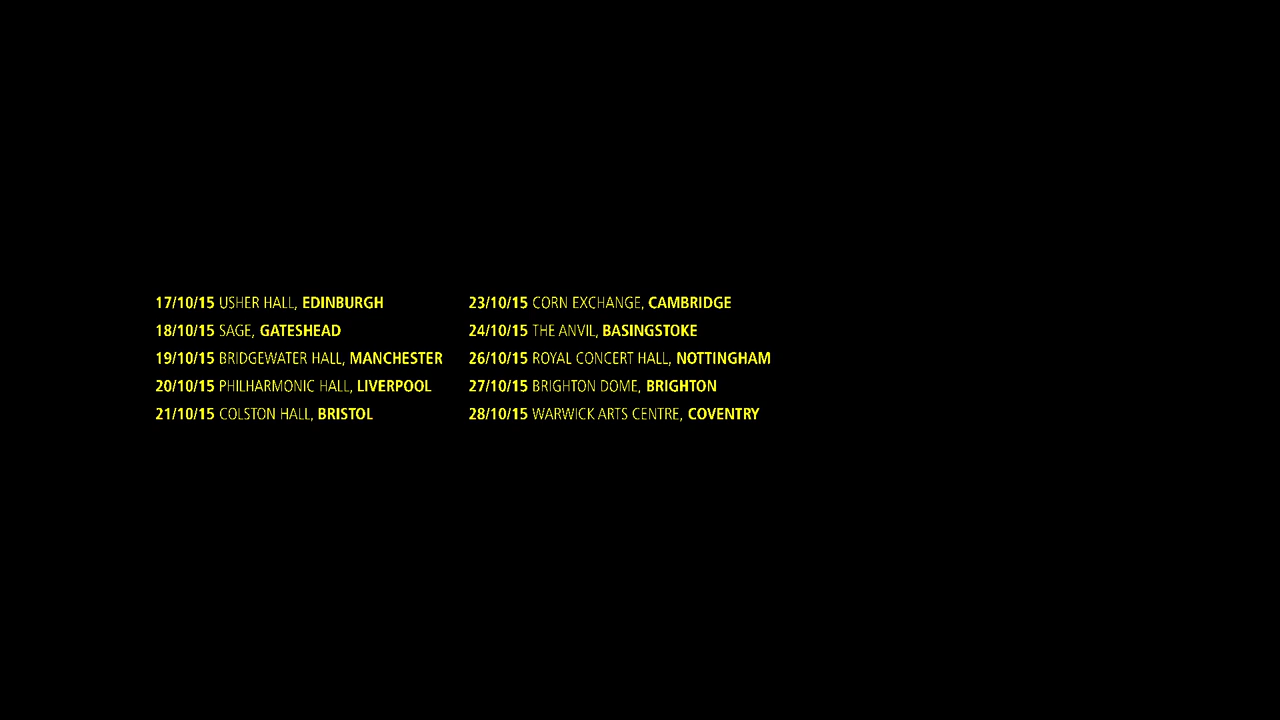 17/10/15 USHER HALL, EDINBURGH
18/10/15 SAGE, GATESHEAD
19/10/15 BRIDGEWATER HALL, MANCHESTER
20/10/15 PHILHARMONIC HALL, LIVERPOOL
21/10/15 COLSTON HALL, BRISTOL
23/10/15 CORN EXCHANGE, CAMBRIDGE
24/10/15 THE ANVIL, BASINGSTOKE
26/10/15 ROYAL CONCERT HALL, NOTTINGHAM
27/10/15 BRIGHTON DOME, BRIGHTON
28/10/15 WARWICK ARTS CENTRE, COVENTRY